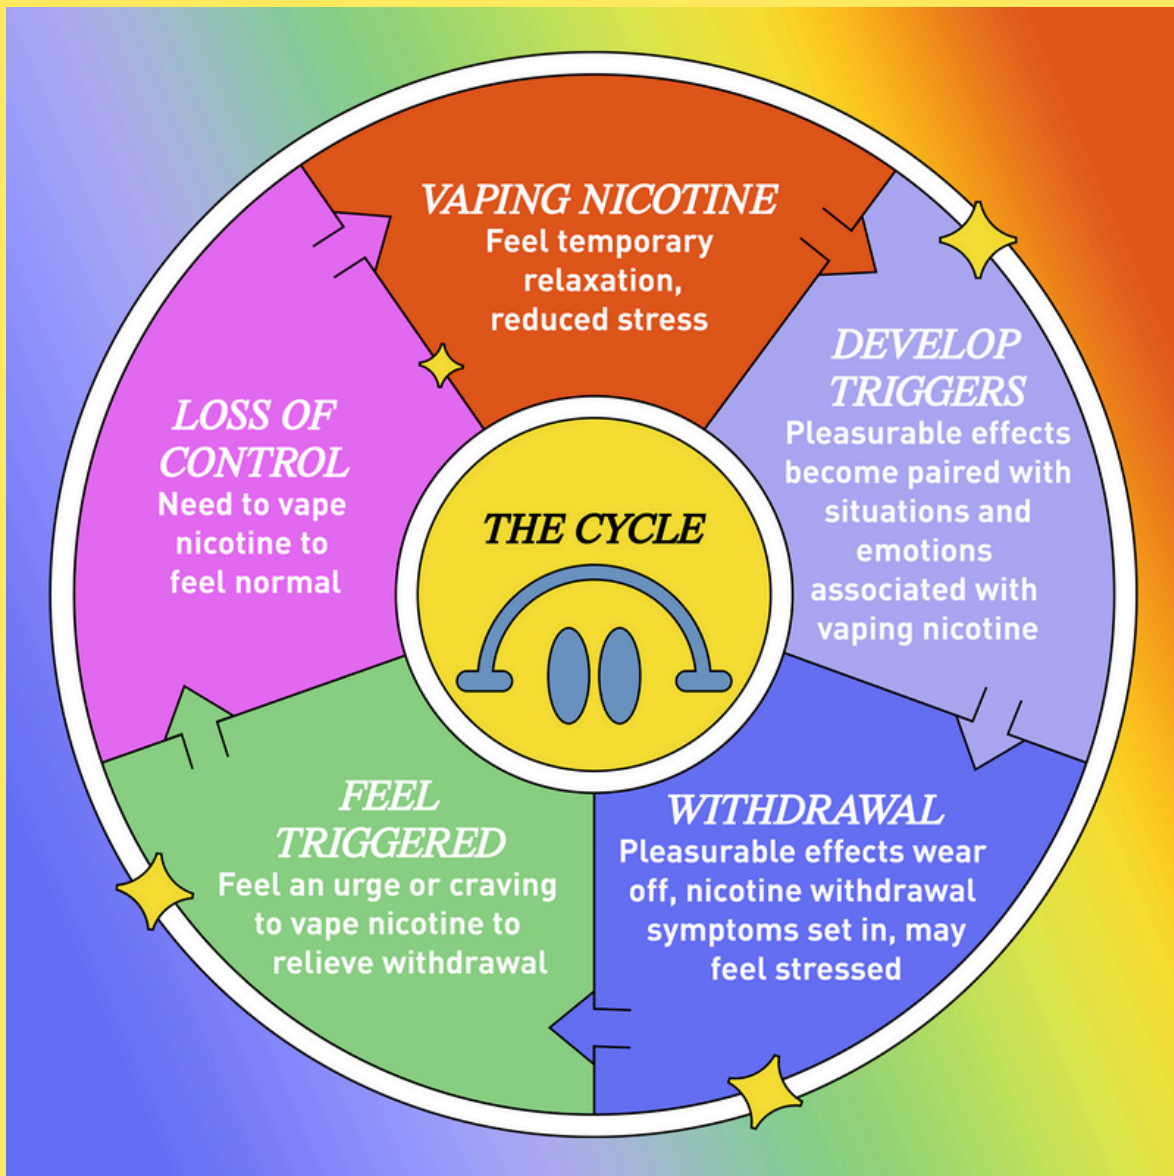 VAPING NICOTINE
Feel temporary
relaxation,
reduced stress
DEVELOP
TRIGGERS
Pleasurable effects
become paired with
situations and
emotions
associated with
vaping nicotine
WITHDRAWAL
Pleasurable effects wear
off, nicotine withdrawal
symptoms set in, may
feel stressed
FEEL
TRIGGERED
Feel an urge or craving
to vape nicotine to
relieve withdrawal
LOSS OF
CONTROL
Need to vape
nicotine to
feel normal
THE CYCLE